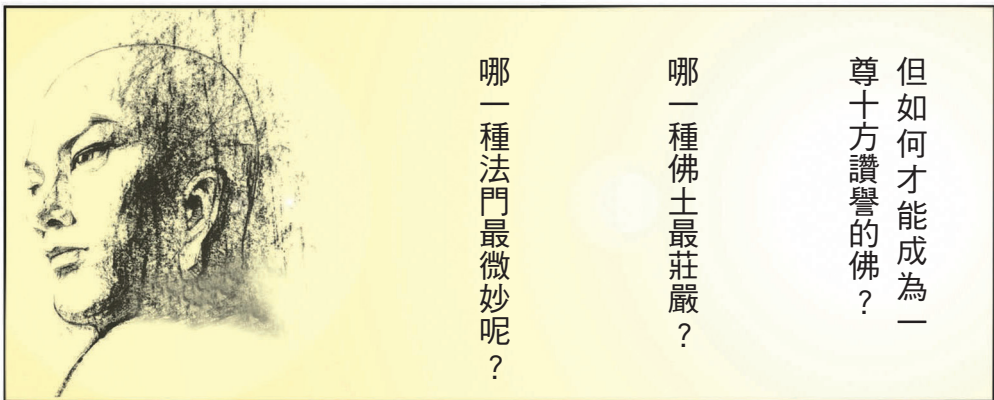 但如何才能成為一
尊十方讚譽的佛？
哪一種佛土最莊嚴？
哪一種法門最微妙呢？